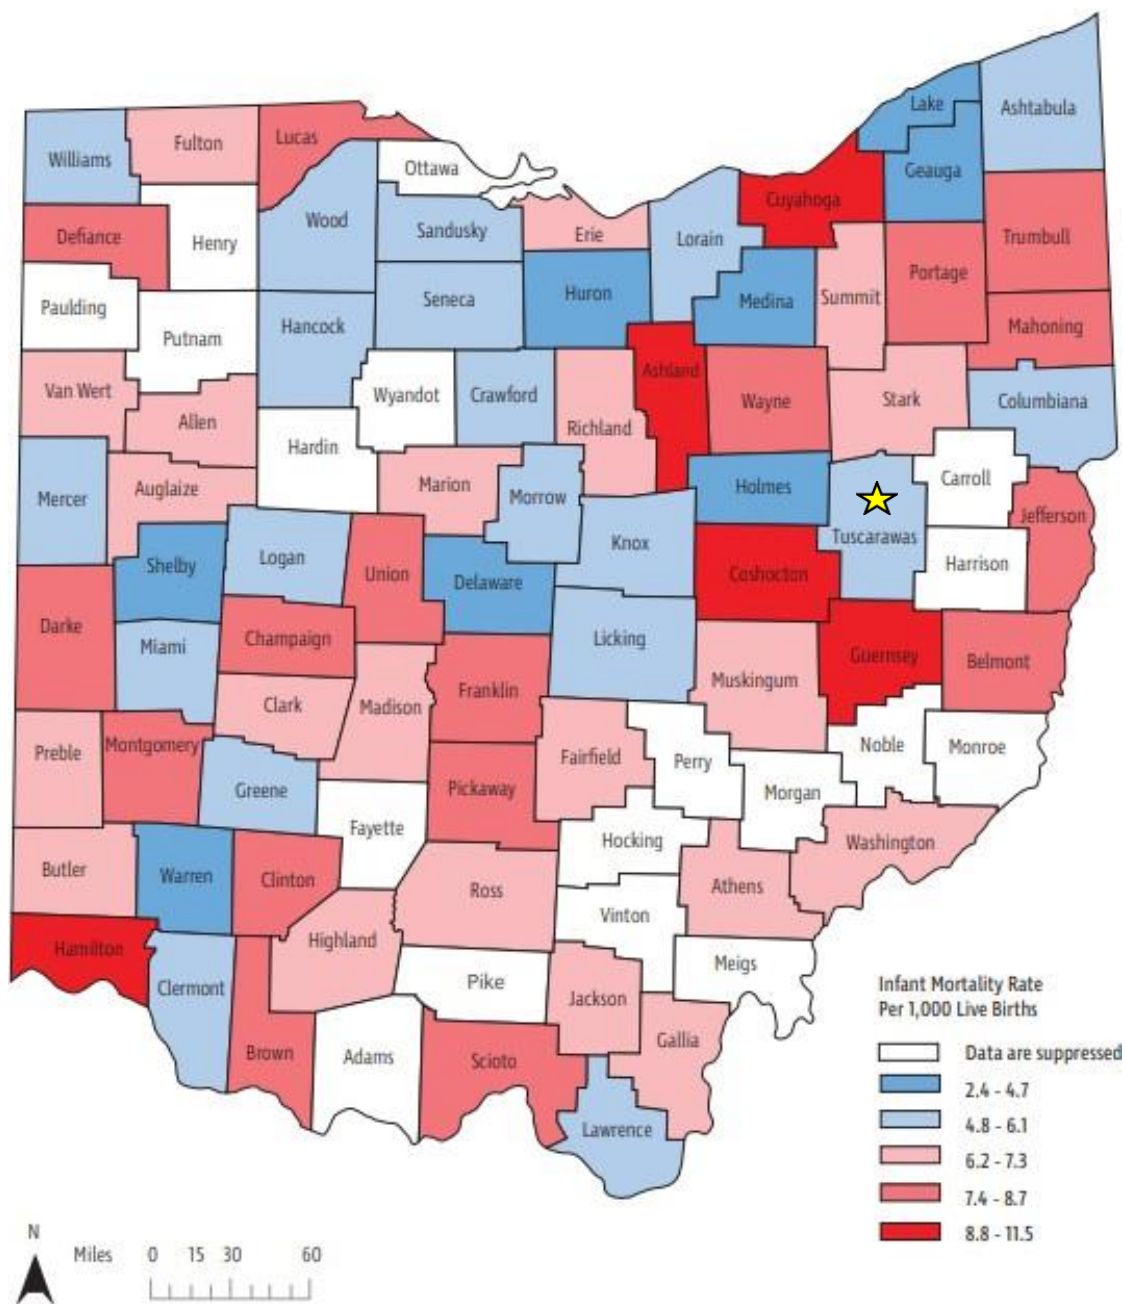 Lake
Ashtabula
Williams
Fulton
Lucas
Ottawa
Geauga
Cuyahoga
Wood
Sandusky
Erie
Lorain
Defiance
Henry
Trumbull
Portage
Paulding
Seneca
Huron
Medina
Summit
Hancock
Mahoning
Putnam
Ashland
Van Wert
Wyandot
Crawford
Wayne
Stark
Columbiana
Allen
Richland
Hardin
Marion
Morrow
Carroll
Holmes
Mercer
Auglaize
Jefferson
Tuscarawas
Knox
Logan
Shelby
Union
Delaware
Coshocton
Harrison
Darke
Champaign
Licking
Miami
Guernsey
Belmont
Muskingum
Franklin
Clark
Madison
Preble
Montgomery
Fairfield
Perry
Noble
Monroe
Greene
Pickaway
Morgan
Fayette
Hocking
Washington
Butler
Warren
Clinton
Ross
Athens
Vinton
Highland
Hamilton
Meigs
Clermont
Pike
Jackson
Gallia
Brown
Adams
Scioto
Lawrence
Infant Mortality Rate
Per 1,000 Live Births
Data are suppressed
2.4 - 4.7
4.8 - 6.1
6.2 - 7.3
7.4 - 8.7
8.8 - 11.5
N
Miles 0 15 30 60